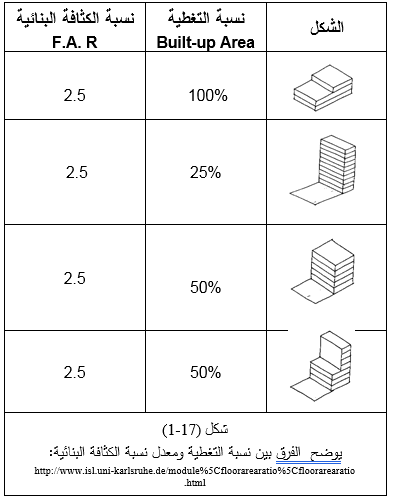 الشكل نسبة التغطية نسبة الكثافة البنائية
Built-up Area F.A. R
100% 2.5
25% 2.5
50% 2.5
50% 2.5
شكل (17-1)
يوضح الفرق بين نسبة التغطية ومعدل نسبة الكثافة البنائية:
http://www.isl.uni-karlsruhe.de/module%5Cfloorarearatio%5Cfloorarearatio
.html